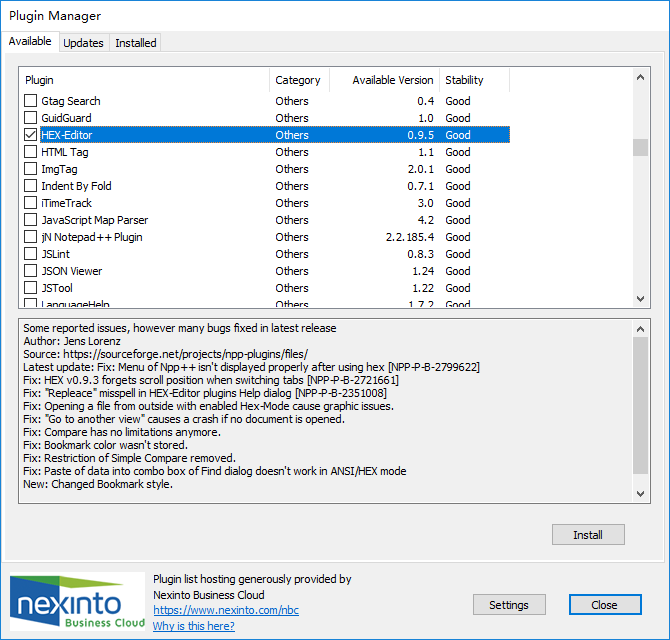 Plugin Manager
Available Updates Installed
Plugin Category Available Version Stability
Gtag Search Others 0.4 Good
GuidGuard Others 1.0 Good
HEX-Editor Others 0.9.5 Good
HTML Tag Others 1.1 Good
ImgTag Others 2.0.1 Good
Indent By Fold Others 0.7.1 Good
iTimeTrack Others 3.0 Good
JavaScript Map Parser Others 4.2 Good
jN Notepad++ Plugin Others 2.2.185.4 Good
JSLint Others 0.8.3 Good
JSON Viewer Others 1.24 Good
JSTool Others 1.22 Good
LanguageHelp Others 1.7.2 Good
Some reported issues, however many bugs fixed in latest release
Author: Jens Lorenz
Source: https://sourceforge.net/projects/npp-plugins/files/
Latest update: Fix: Menu of Npp++ isn't displayed properly after using hex [NPP-P-B-2799622]
Fix: HEX v0.9.3 forgets scroll position when switching tabs [NPP-P-B-2721661]
Fix: "Repleace" misspell in HEX-Editor plugins Help dialog [NPP-P-B-2351008]
Fix: Opening a file from outside with enabled Hex-Mode cause graphic issues.
Fix: "Go to another view" causes a crash if no document is opened.
Fix: Compare has no limitations anymore.
Fix: Bookmark color wasn't stored.
Fix: Restriction of Simple Compare removed.
Fix: Paste of data into combo box of Find dialog doesn't work in ANSI/HEX mode
New: Changed Bookmark style.
Install
nexinto
Business Cloud
Plugin list hosting generously provided by
Nexinto Business Cloud
https://www.nexinto.com/nbc
Why is this here?
Settings Close